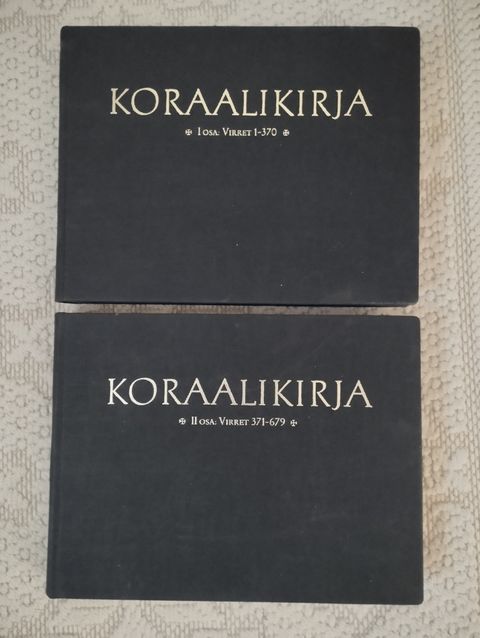 KORAALIKIRJA
✠ I OSA: VIRRET 1-370 ✠
KORAALIKIRJA
✠ II OSA: VIRRET 371-679 ✠